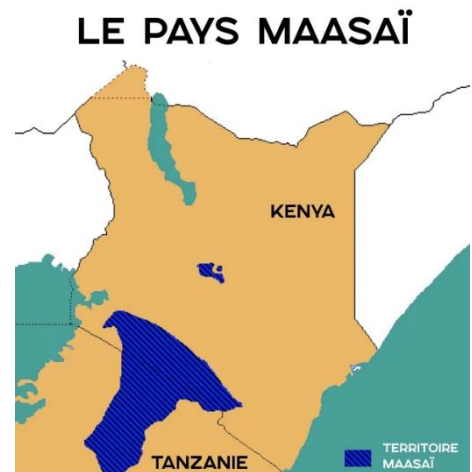 LE PAYS MAASAÏ
KENYA
TANZANIE
TERRITOIRE
MAASAÏ